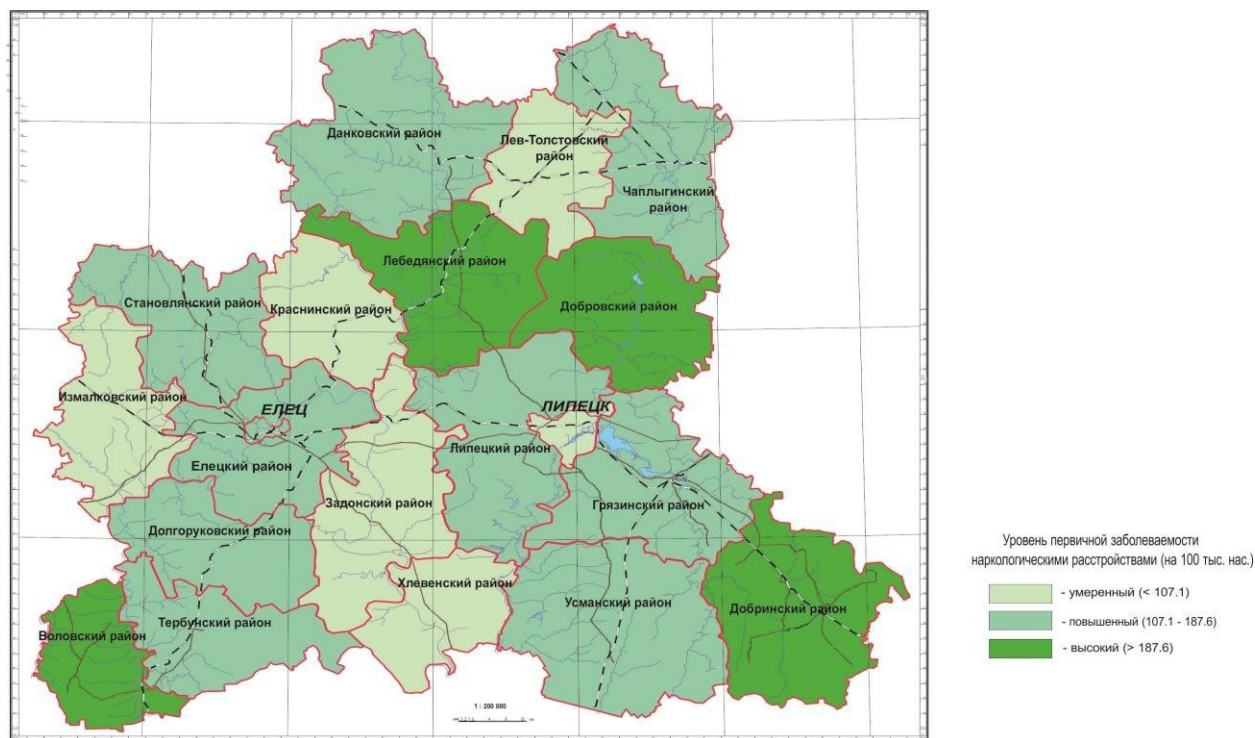 Данковский район
Лев-Толстовский
район
Чаплыгинский
район
Лебедянский район
Становлянский район
Краснинский район
Добровский район
Измалковский район
ЕЛЕЦ
ЛИПЕЦК
Липецкий район
Елецкий район
Задонский район
Грязинский район
Долгоруковский район
Хлевенский район
Усманский район
Добринский район
Воловский район
Тербунский район
1 : 200 000
Уровень первичной заболеваемости
наркологическими расстройствами (на 100 тыс. нас.)
- умеренный (< 107.1)
- повышенный (107.1 - 187.6)
- высокий (> 187.6)